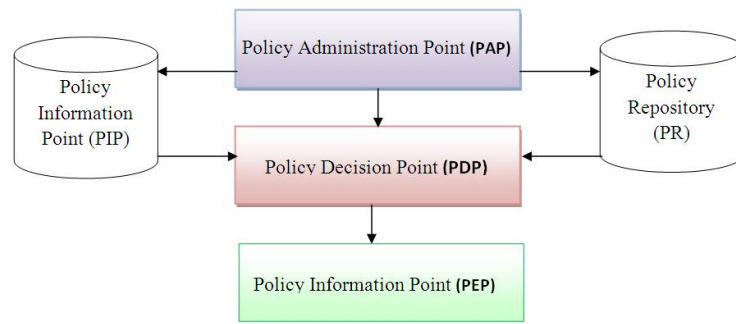 Policy Administration Point (PAP)
Policy
Information
Point (PIP)
Policy
Repository
(PR)
Policy Decision Point (PDP)
Policy Information Point (PEP)